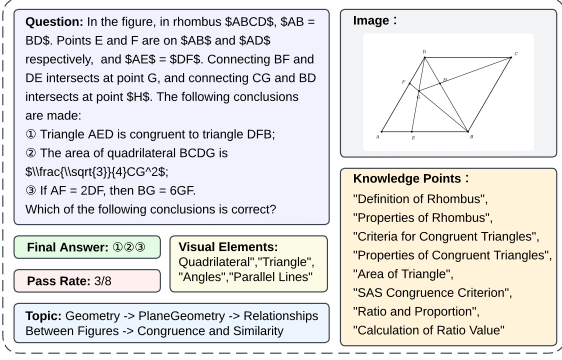 Question: In the figure, in rhombus $ABCD$, $AB =
BD$. Points E and F are on $AB$ and $AD$
respectively,  and $AE$ = $DF$. Connecting BF and
DE intersects at point G, and connecting CG and BD
intersects at point $H$. The following conclusions
are made:
① Triangle AED is congruent to triangle DFB;
② The area of quadrilateral BCDG is
$\\frac{\\sqrt{3}}{4}CG^2$;
③ If AF = 2DF, then BG = 6GF.
Which of the following conclusions is correct?
Final Answer: ①②③
Pass Rate: 3/8
Visual Elements:
Quadrilateral","Triangle",
"Angles","Parallel Lines"
Topic: Geometry -> PlaneGeometry -> Relationships
Between Figures -> Congruence and Similarity
Image：
D
C
F
H
G
A
E
B
Knowledge Points：
"Definition of Rhombus",
"Properties of Rhombus",
"Criteria for Congruent Triangles",
"Properties of Congruent Triangles",
"Area of Triangle",
"SAS Congruence Criterion",
"Ratio and Proportion",
"Calculation of Ratio Value"